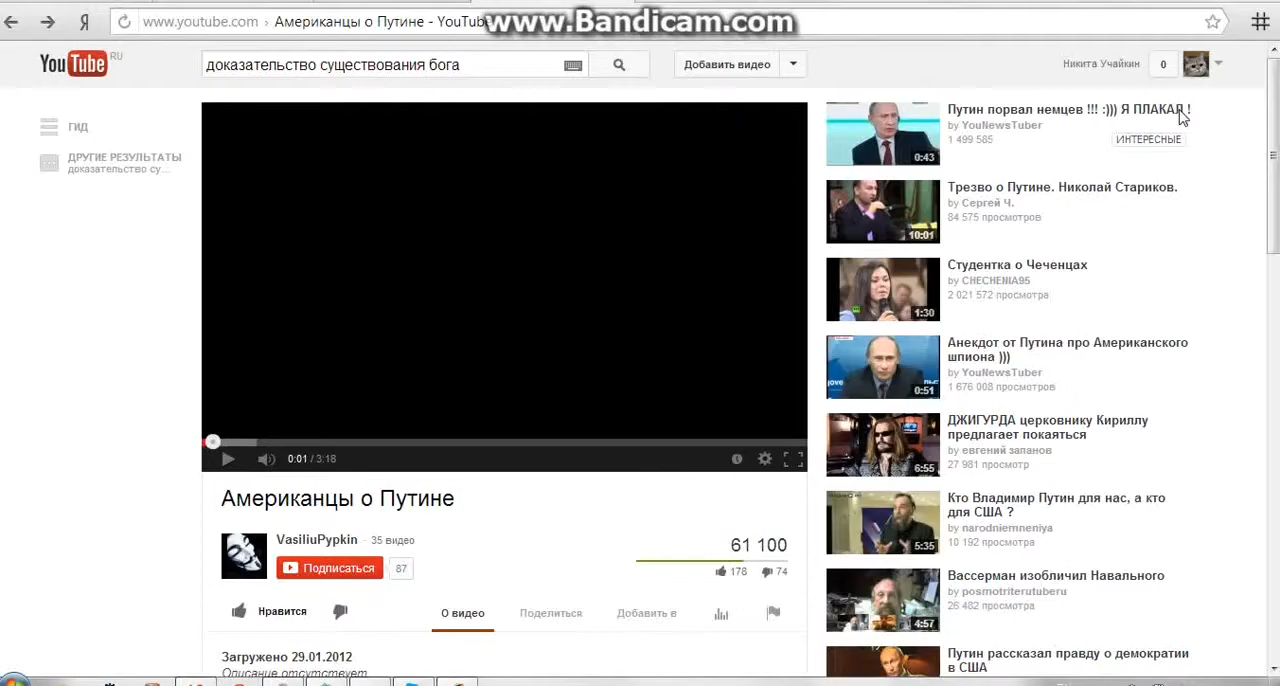 www.Bandicam.com
www.youtube.com › Американцы о Путине - YouTube
YouTube RU
доказательство существования бога
Добавить видео
Никита Учайкин
0
ГИД
ДРУГИЕ РЕЗУЛЬТАТЫ
доказательство су...
0:01 / 3:18
Американцы о Путине
VasiliuPypkin - 35 видео
Подписаться
87
61 100
178
74
Нравится
О видео
Поделиться
Добавить в
Загружено 29.01.2012
Описание отсутствует
Путин порвал немцев !!! :))) Я ПЛАКАЛ !
by YouNewsTuber
1 499 585
ИНТЕРЕСНЫЕ
0:43
Трезво о Путине. Николай Стариков.
by Сергей Ч.
84 575 просмотров
10:01
Студентка о Чеченцах
by CHECHENIA95
2 021 572 просмотра
1:30
Анекдот от Путина про Американского
шпиона )))
by YouNewsTuber
1 676 008 просмотров
0:51
ДЖИГУРДА церковнику Кириллу
предлагает покаяться
by евгений запанов
27 981 просмотр
6:55
Кто Владимир Путин для нас, а кто
для США ?
by narodniemneniya
10 192 просмотра
5:35
Вассерман изобличил Навального
by posmotriterutuberu
26 482 просмотра
4:57
Путин рассказал правду о демократии
в США